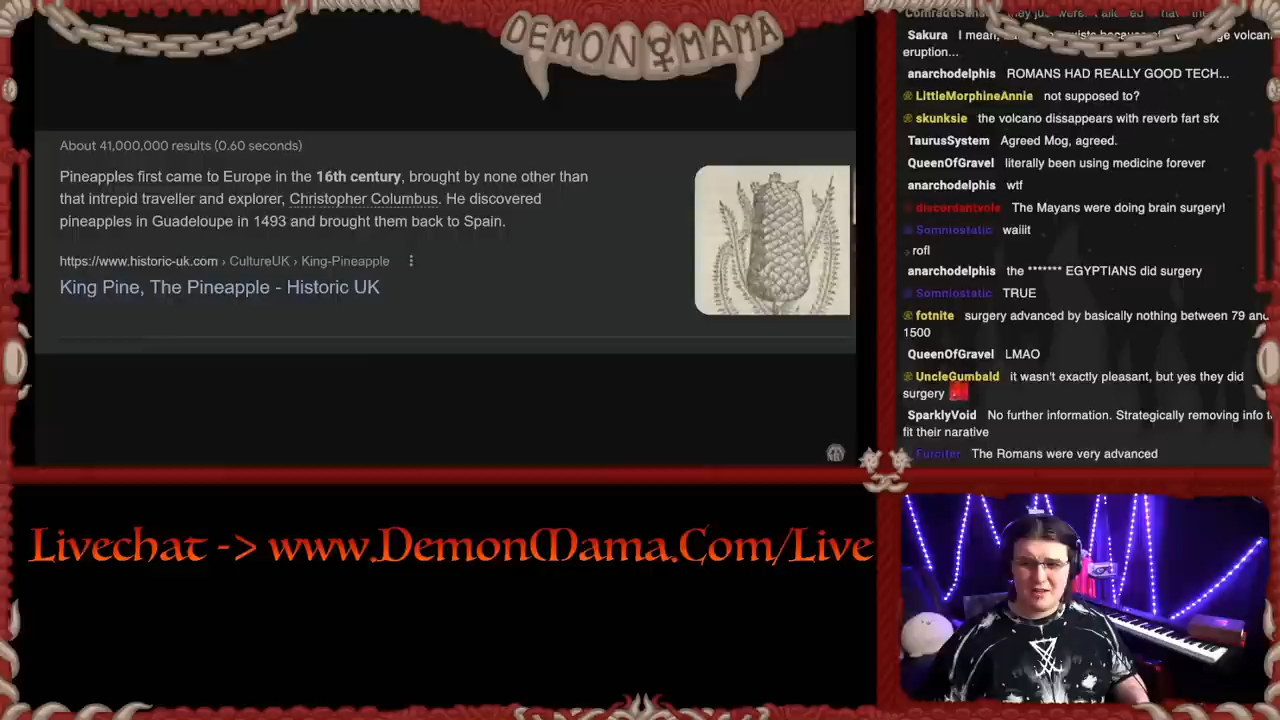 DEMON MAMA
About 41,000,000 results (0.60 seconds)
Pineapples first came to Europe in the 16th century, brought by none other than
that intrepid traveller and explorer, Christopher Columbus. He discovered
pineapples in Guadeloupe in 1493 and brought them back to Spain.
https://www.historic-uk.com › CultureUK › King-Pineapple
King Pine, The Pineapple - Historic UK
Livechat -> www.DemonMama.Com/Live
Sakura I mean,
eruption...
anarchodelphis ROMANS HAD REALLY GOOD TECH...
LittleMorphineAnnie not supposed to?
skunksie the volcano dissappears with reverb fart sfx
TaurusSystem Agreed Mog, agreed.
QueenOfGravel literally been using medicine forever
anarchodelphis wtf
discordantvole The Mayans were doing brain surgery!
Somniostatic waiiit
rofl
anarchodelphis the ******* EGYPTIANS did surgery
Somniostatic TRUE
fotnite surgery advanced by basically nothing between 79 and
1500
QueenOfGravel LMAO
UncleGumbald it wasn't exactly pleasant, but yes they did
surgery
SparklyVoid No further information. Strategically removing info t
fit their narative
Furciter The Romans were very advanced